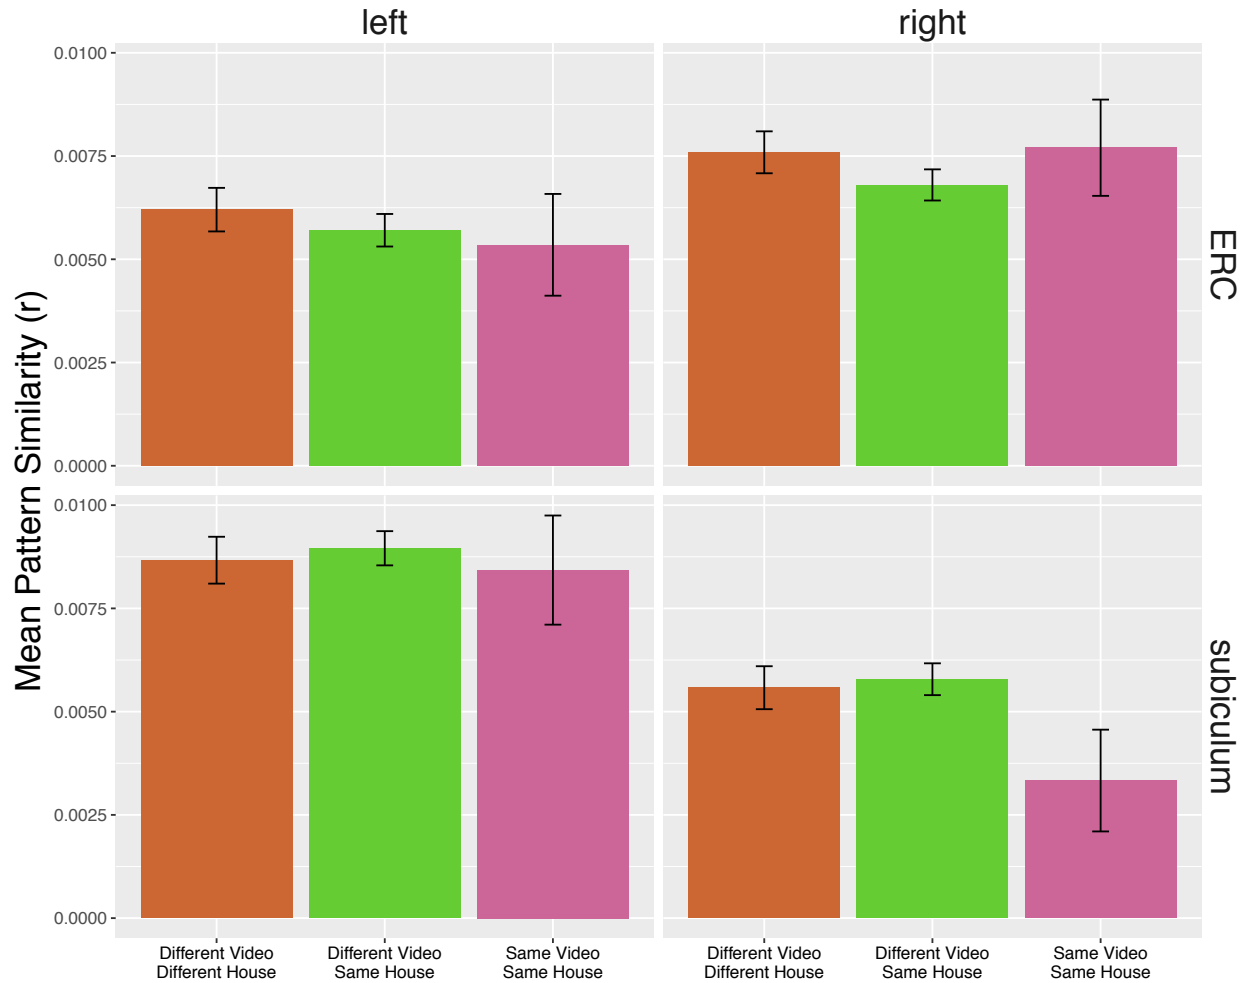 left
right
Mean Pattern Similarity (r)
0.0100
0.0075
0.0050
0.0025
0.0000
ERC
0.0100
0.0075
0.0050
0.0025
0.0000
subiculum
Different Video
Different House
Different Video
Same House
Same Video
Same House
Different Video
Different House
Different Video
Same House
Same Video
Same House